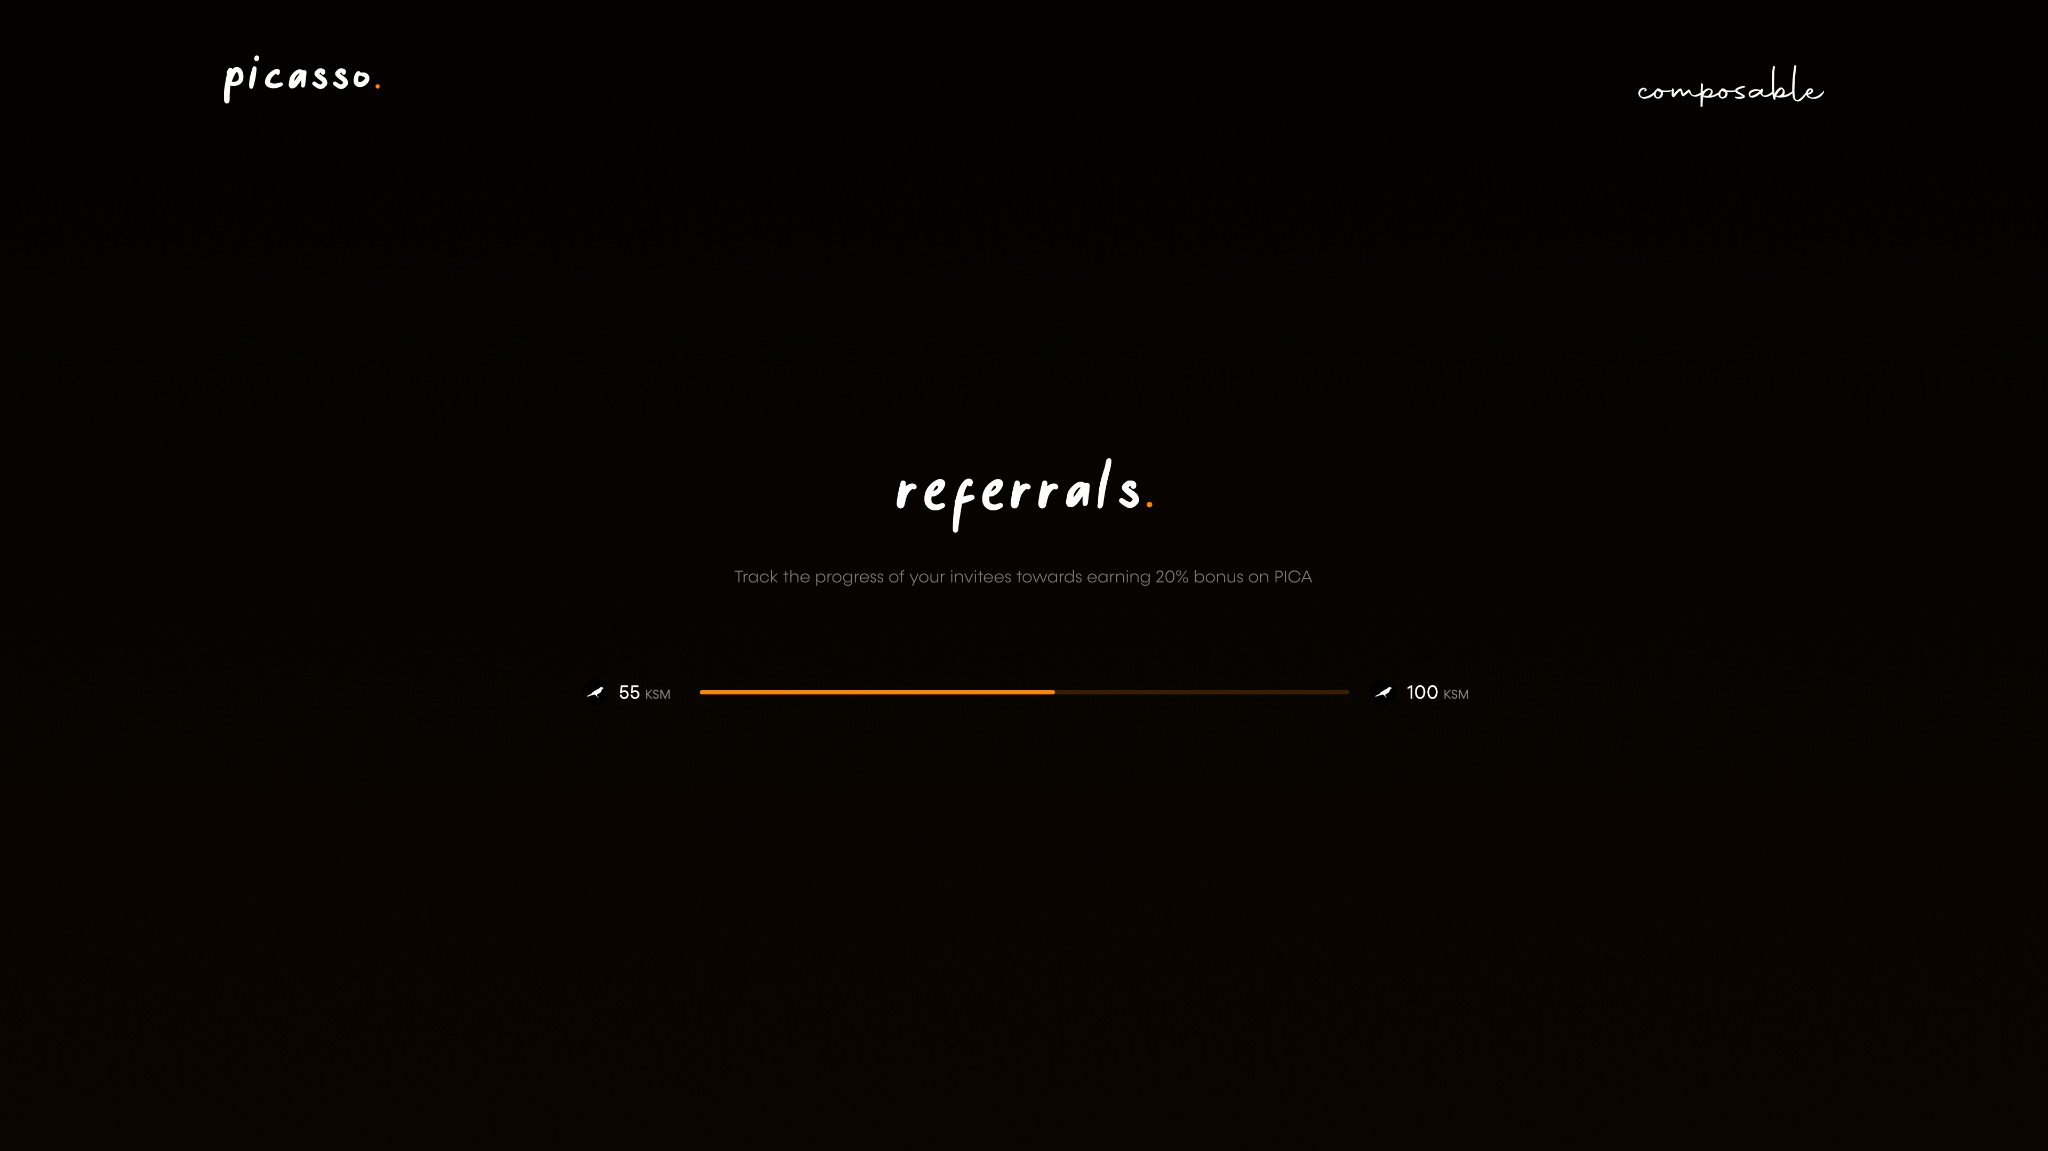 picasso.
composable
referrals.
Track the progress of your invitees towards earning 20% bonus on PICA
55 KSM
100 KSM